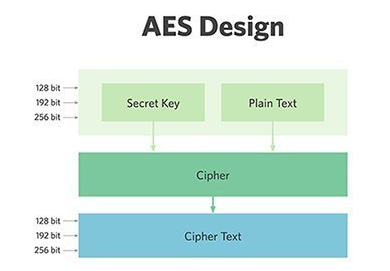 AES Design
128 bit
192 bit
256 bit
Secret Key
Plain Text
Cipher
128 bit
192 bit
256 bit
Cipher Text